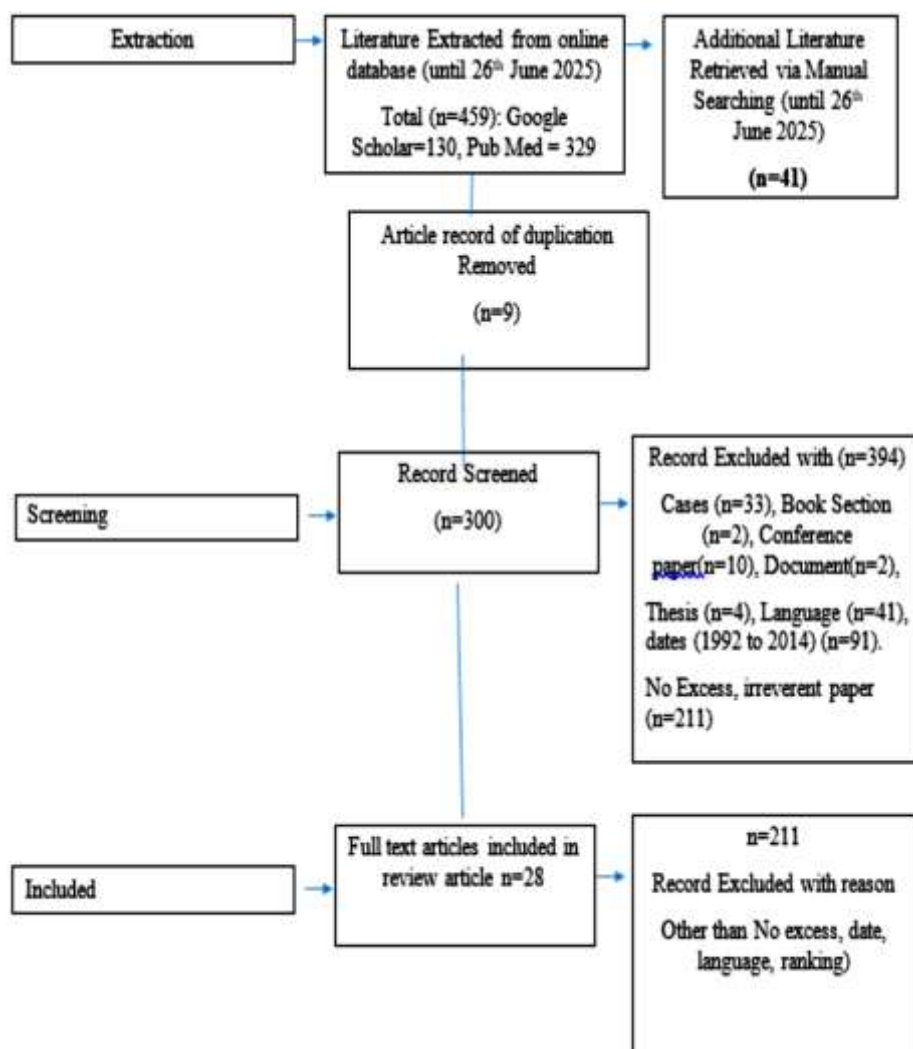 Extraction
Literature Extracted from online
database (until 26th June 2025)
Total (n=459): Google
Scholar=130, Pub Med = 329
Additional Literature
Retrieved via Manual
Searching (until 26th
June 2025)
(n=41)
Article record of duplication
Removed
(n=9)
Screening
Record Screened
(n=300)
Record Excluded with (n=394)
Cases (n=33), Book Section
(n=2), Conference
paper(n=10), Document(n=2),
Thesis (n=4), Language (n=41),
dates (1992 to 2014) (n=91).
No Excess, irreverent paper
(n=211)
Included
Full text articles included in
review article n=28
n=211
Record Excluded with reason
Other than No excess, date,
language, ranking)